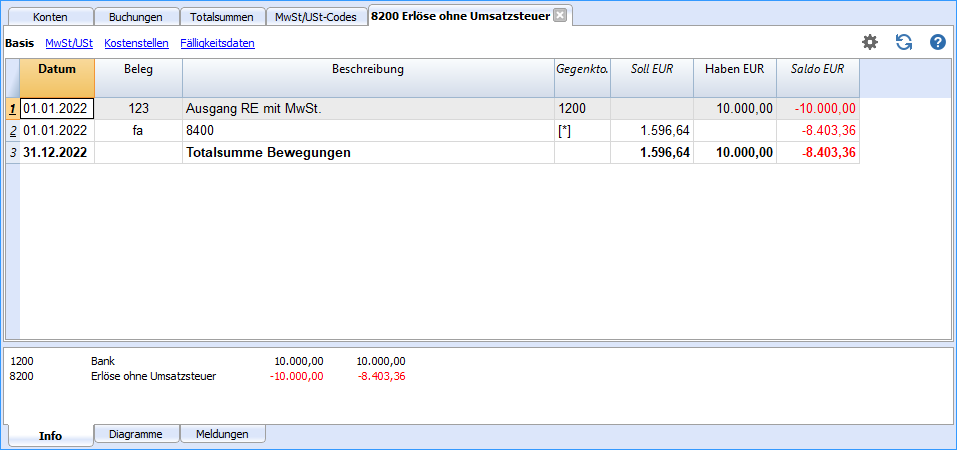 Konten Buchungen Totalsummen MwSt/USt-Codes 8200 Erlöse ohne Umsatzsteuer
Basis MwSt/USt Kostenstellen Fälligkeitsdaten
Datum Beleg Beschreibung Gegenkto. Soll EUR Haben EUR Saldo EUR
1 01.01.2022 123 Ausgang RE mit MwSt. 1200 10.000,00 -10.000,00
2 01.01.2022 fa 8400 [*] 1.596,64 -8.403,36
3 31.12.2022 Totalsumme Bewegungen 1.596,64 10.000,00 -8.403,36
1200 Bank 10.000,00 10.000,00
8200 Erlöse ohne Umsatzsteuer -10.000,00 -8.403,36
Info Diagramme Meldungen